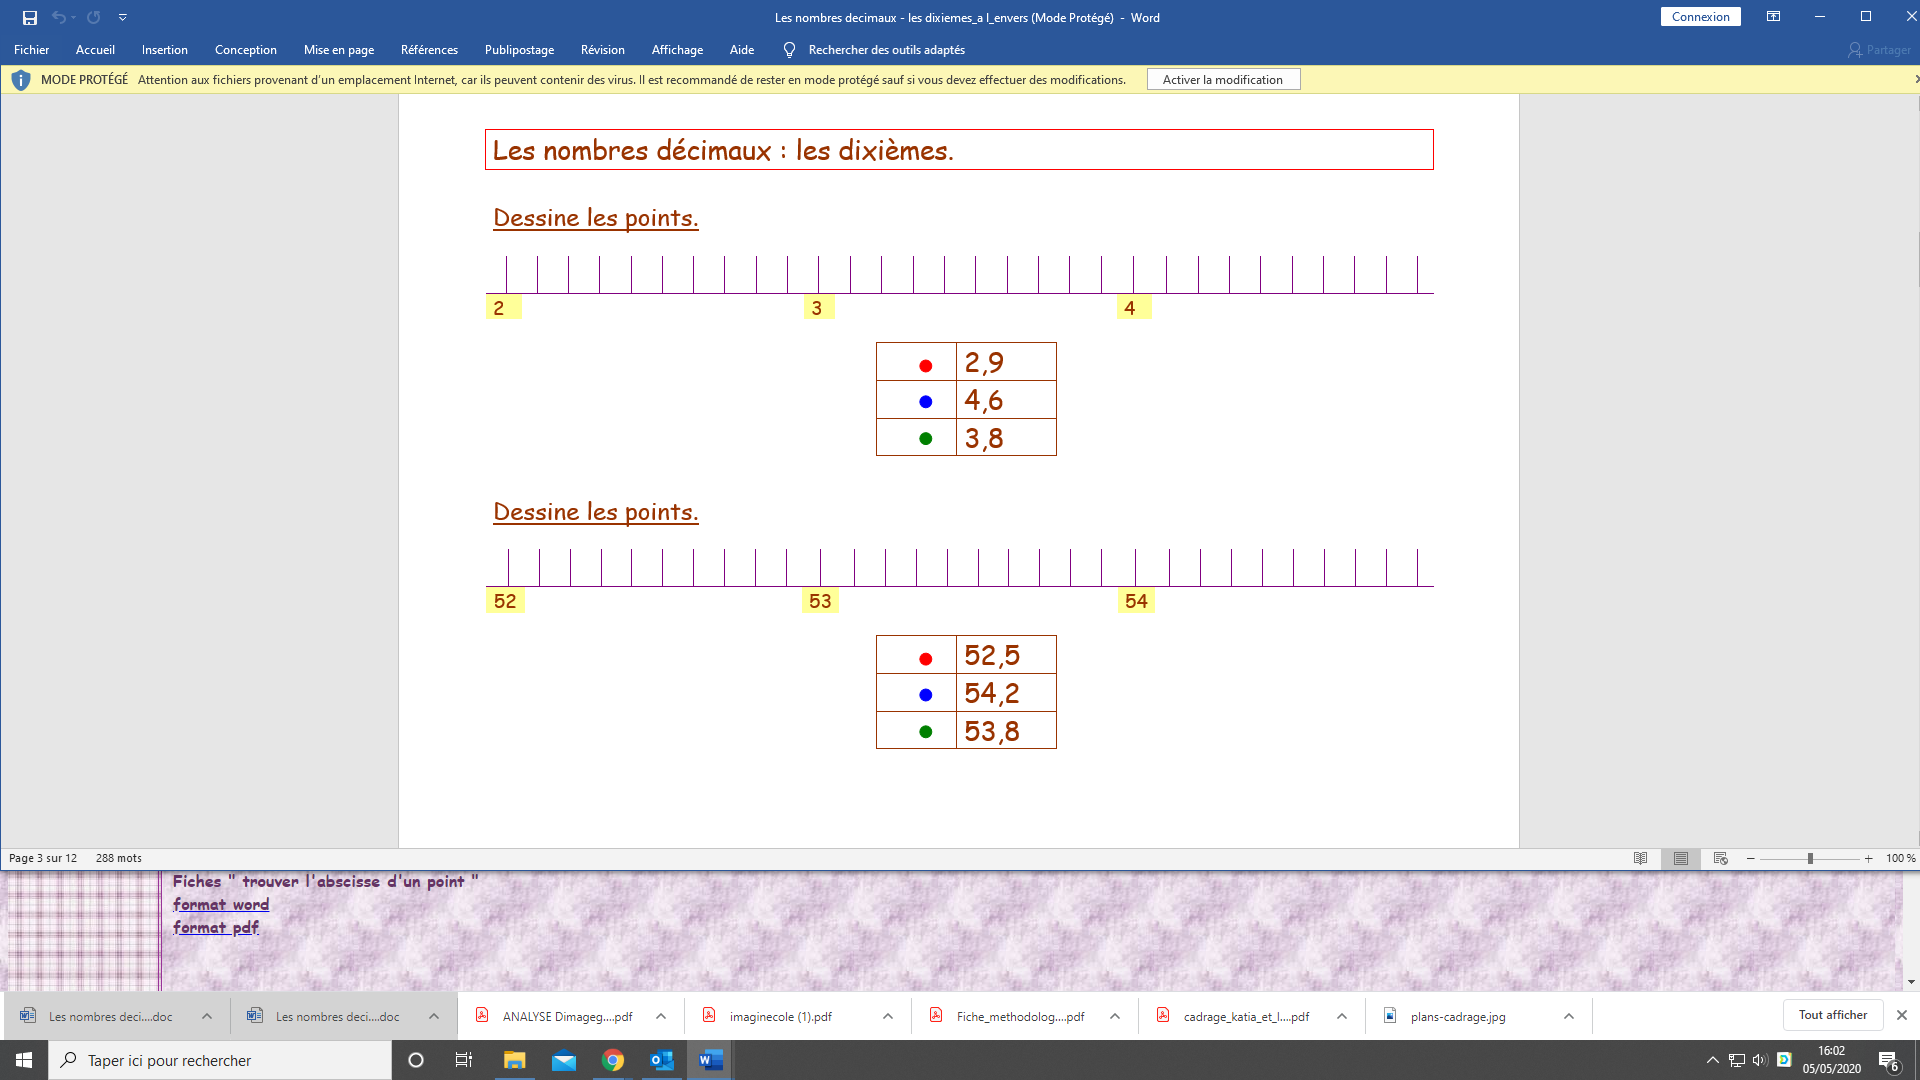 Les nombres decimaux - les dixiemes_a l_envers (Mode Protégé) - Word
Connexion
Fichier Accueil Insertion Conception Mise en page Références Publipostage Révision Affichage Aide Rechercher des outils adaptés Partager
MODE PROTÉGÉ Attention aux fichiers provenant d'un emplacement Internet, car ils peuvent contenir des virus. Il est recommandé de rester en mode protégé sauf si vous devez effectuer des modifications. Activer la modification
Les nombres décimaux : les dixièmes.
Dessine les points.
2 3 4
2,9
4,6
3,8
Dessine les points.
52 53 54
52,5
54,2
53,8
Page 3 sur 12 288 mots 100 %
Fiches " trouver l'abscisse d'un point "
format word
format pdf
Les nombres deci....doc Les nombres deci....doc ANALYSE Dimageg....pdf imaginecole (1).pdf Fiche_methodolog....pdf cadrage_katia_et_l....pdf plans-cadrage.jpg Tout afficher
Taper ici pour rechercher
16:02
05/05/2020
6